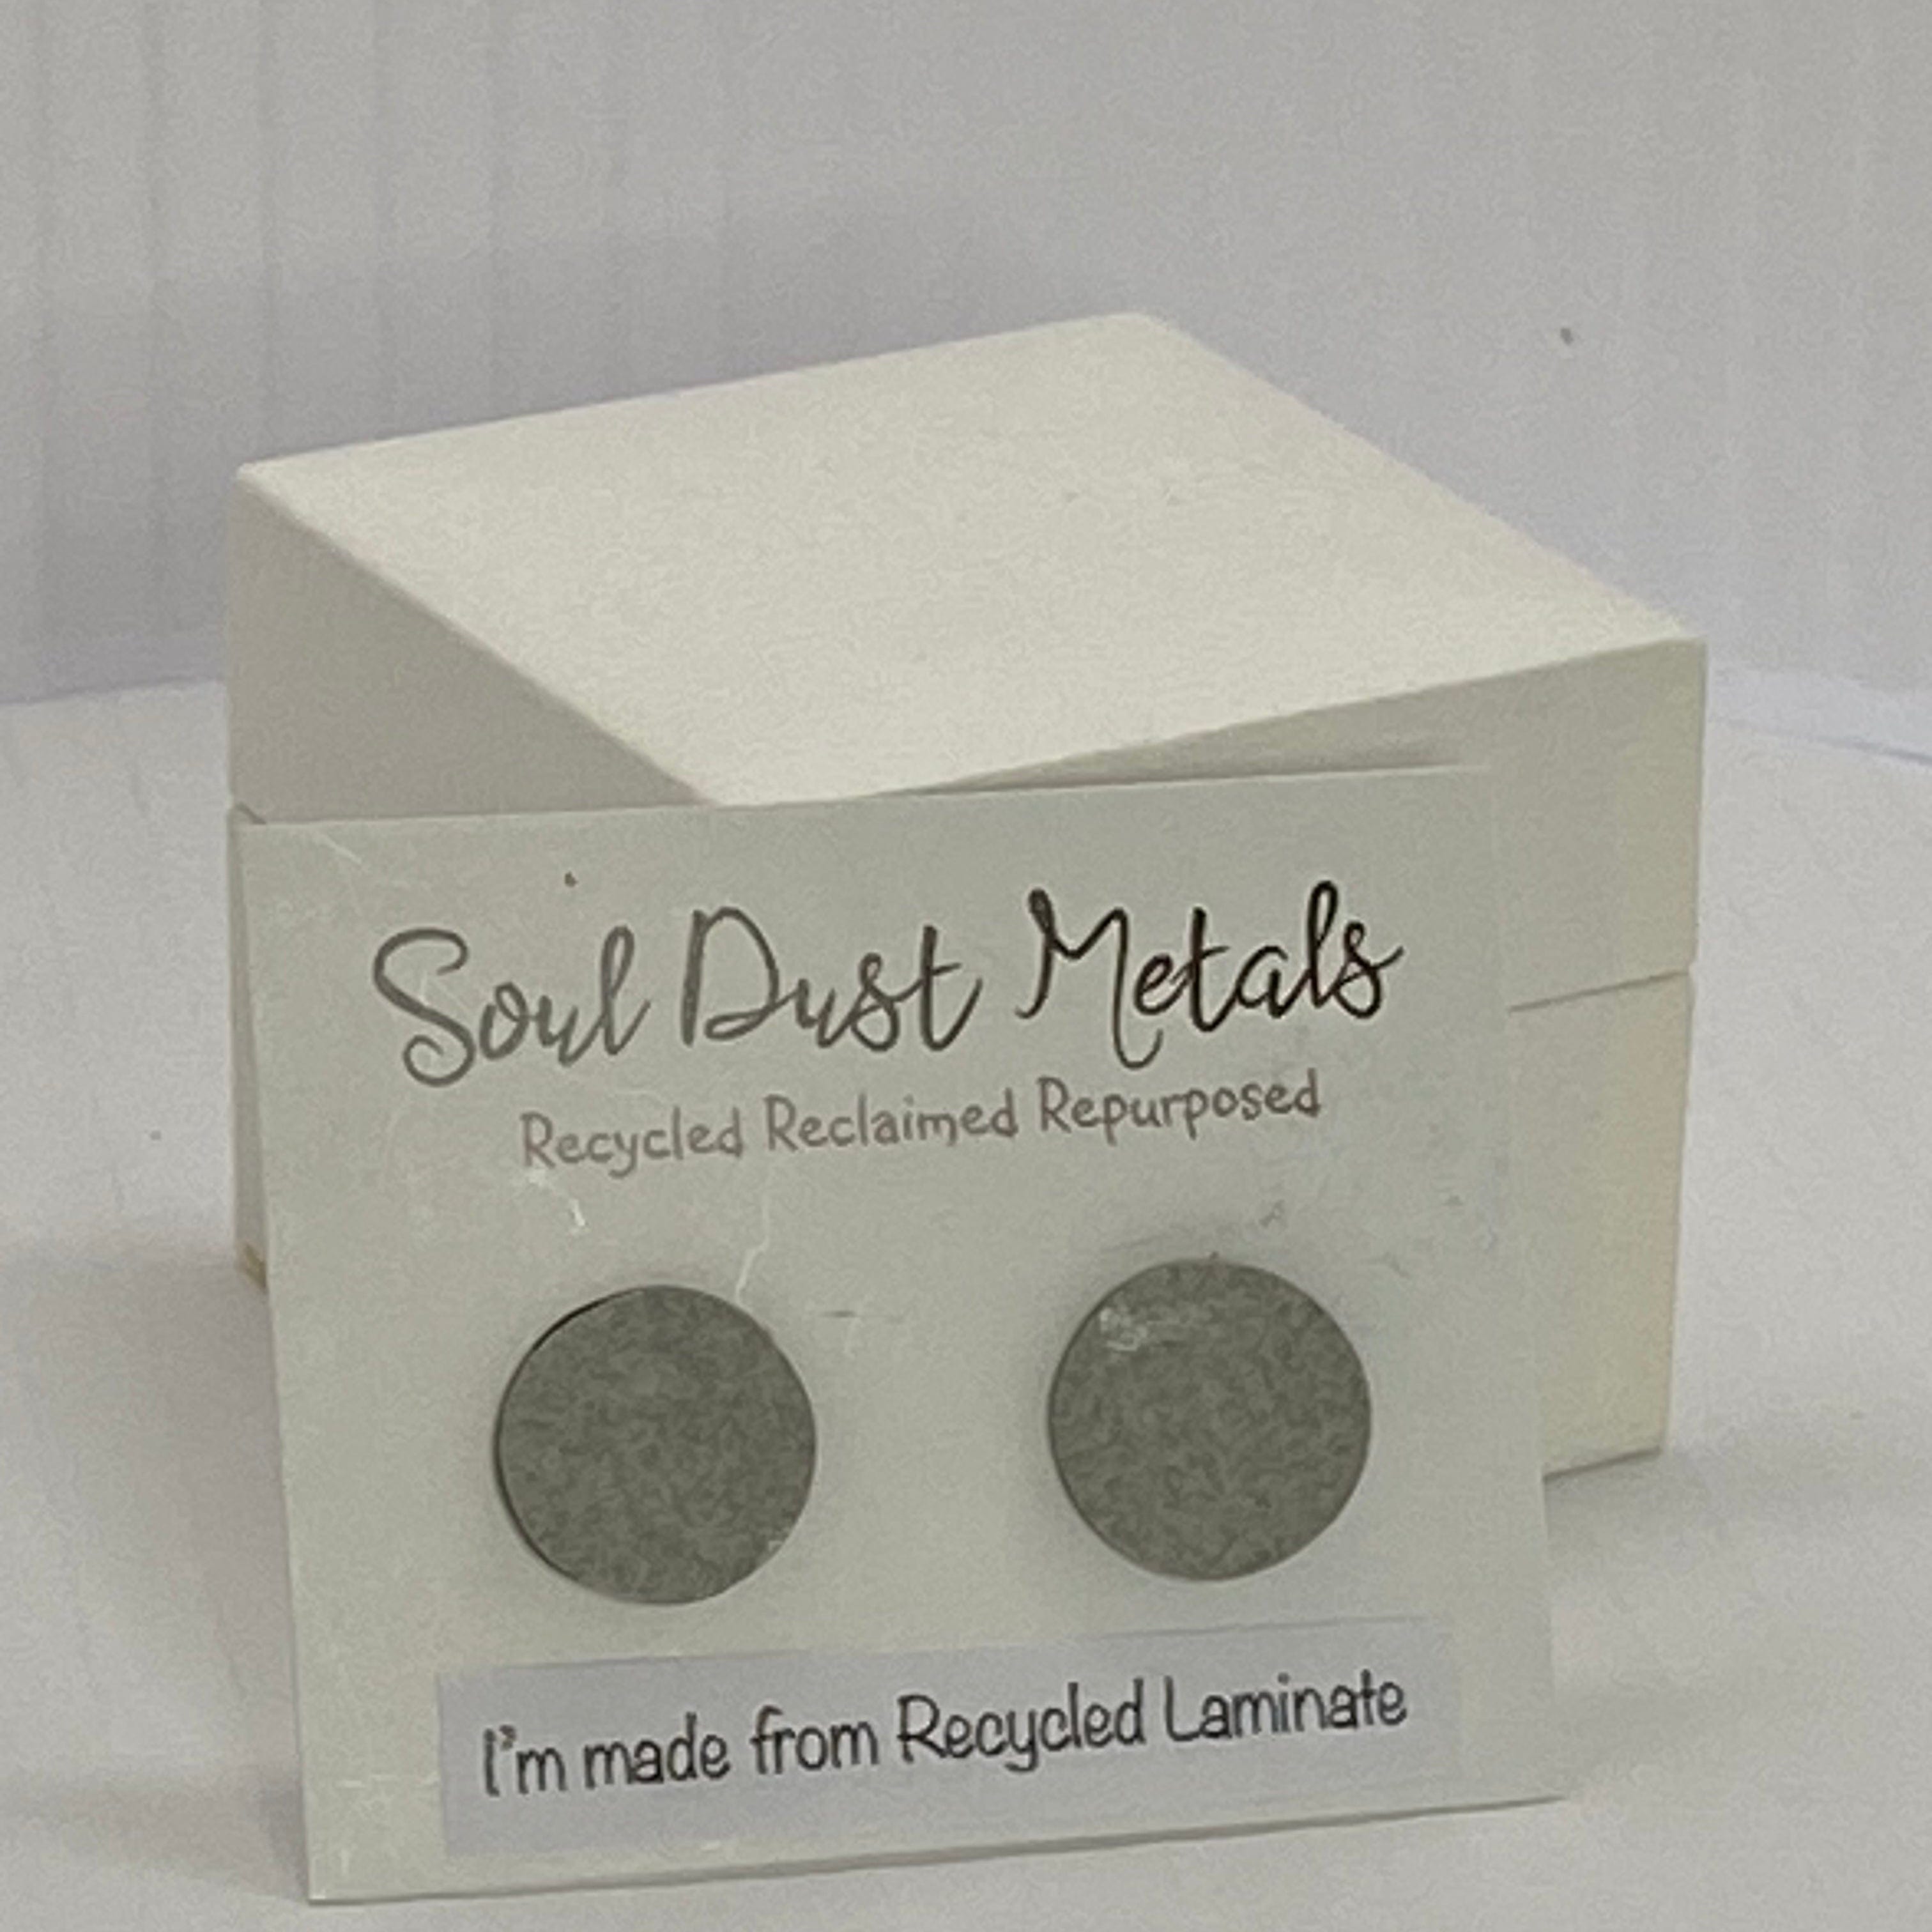 Soul Dust Metals
Recycled Reclaimed Repurposed
I'm made from Recycled Laminate